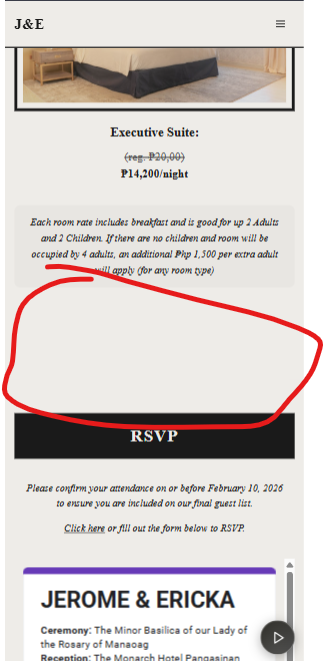 J&E
Executive Suite:
(reg. ₱20,00)
₱14,200/night
Each room rate includes breakfast and is good for up 2 Adults
and 2 Children. If there are no children and room will be
occupied by 4 adults, an additional Php 1,500 per extra adult
will apply (for any room type)
RSVP
Please confirm your attendance on or before February 10, 2026
to ensure you are included on our final guest list.
Click here or fill out the form below to RSVP.
JEROME & ERICKA
Ceremony: The Minor Basilica of our Lady of
the Rosary of Manaoag
Reception: The Monarch Hotel Pangasinan